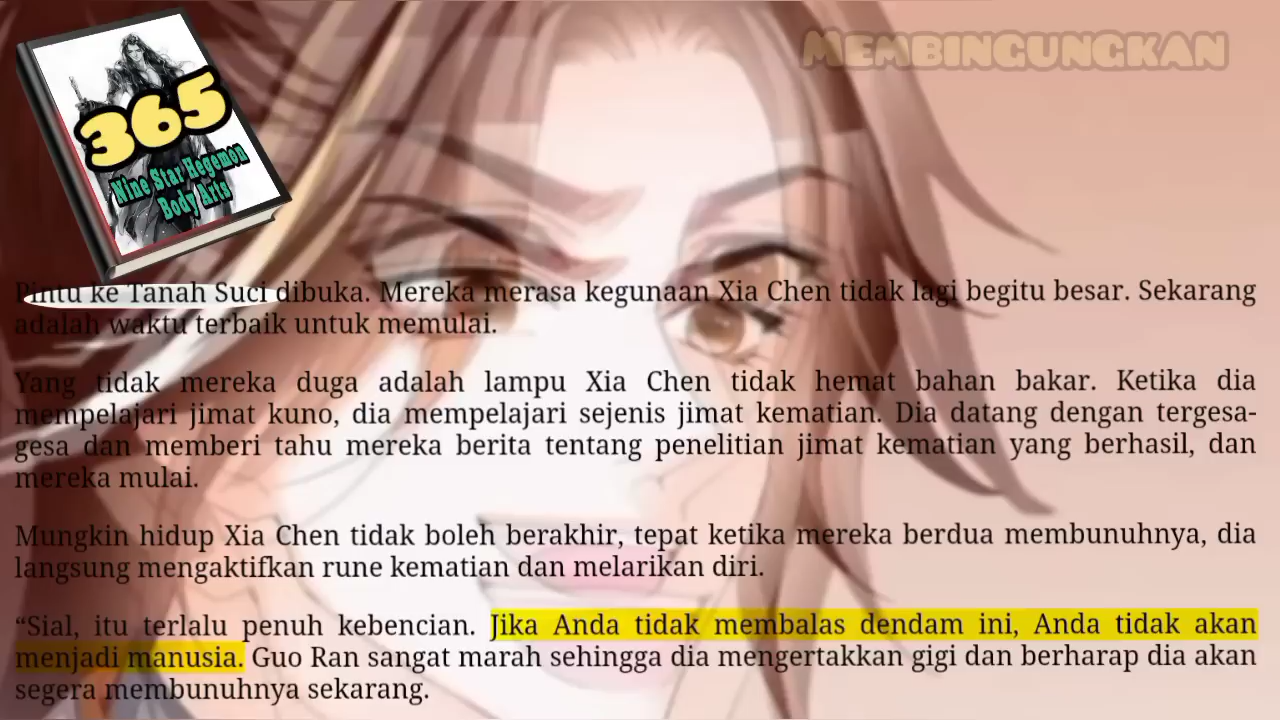 Membingungkan
365
Nine Star Hegemon
Body Arts
Pintu ke Tanah Suci dibuka. Mereka merasa kegunaan Xia Chen tidak lagi begitu besar. Sekarang
adalah waktu terbaik untuk memulai.
Yang tidak mereka duga adalah lampu Xia Chen tidak hemat bahan bakar. Ketika dia
mempelajari jimat kuno, dia mempelajari sejenis jimat kematian. Dia datang dengan tergesa-
gesa dan memberi tahu mereka berita tentang penelitian jimat kematian yang berhasil, dan
mereka mulai.
Mungkin hidup Xia Chen tidak boleh berakhir, tepat ketika mereka berdua membunuhnya, dia
langsung mengaktifkan rune kematian dan melarikan diri.
“Sial, itu terlalu penuh kebencian. Jika Anda tidak membalas dendam ini, Anda tidak akan
menjadi manusia. Guo Ran sangat marah sehingga dia mengertakkan gigi dan berharap dia akan
segera membunuhnya sekarang.